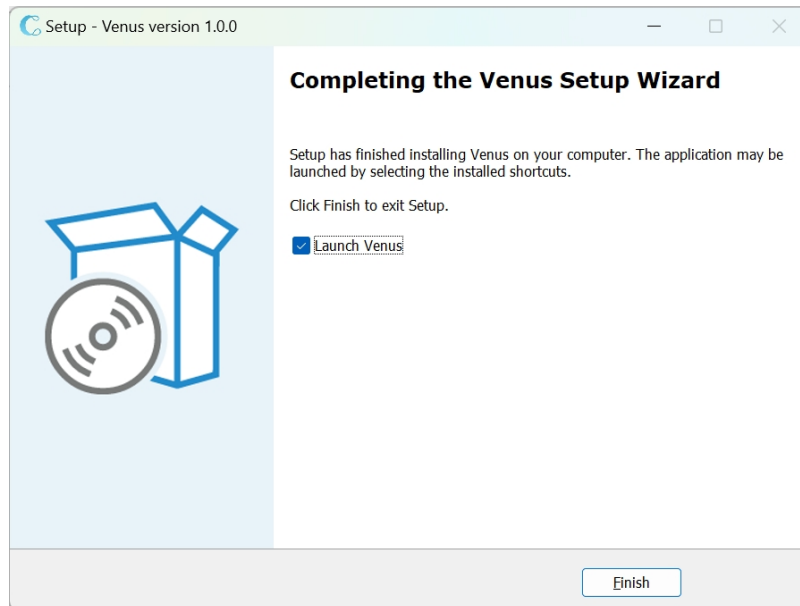 Setup - Venus version 1.0.0
Completing the Venus Setup Wizard
Setup has finished installing Venus on your computer. The application may be
launched by selecting the installed shortcuts.
Click Finish to exit Setup.
Launch Venus
Finish